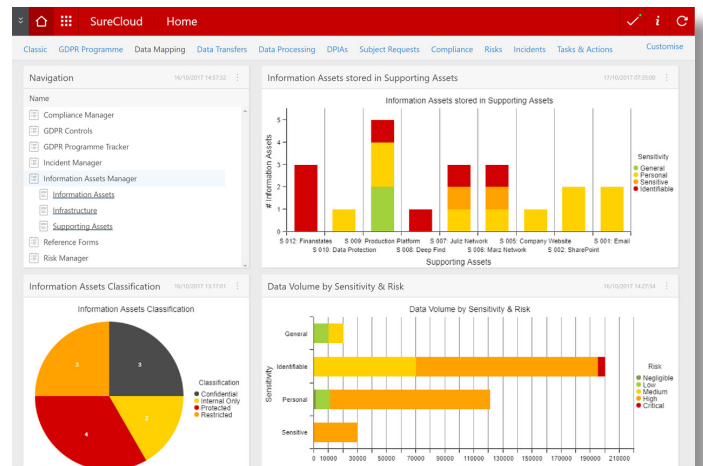 SureCloud Home
Classic GDPR Programme Data Mapping Data Transfers Data Processing DPIAs Subject Requests Compliance Risks Incidents Tasks & Actions Customise
Navigation 16/10/2017 14:57:32
Name
Compliance Manager
GDPR Controls
GDPR Programme Tracker
Incident Manager
Information Assets Manager
Information Assets
Infrastructure
Supporting Assets
Reference Forms
Risk Manager
Information Assets stored in Supporting Assets 17/10/2017 07:35:00
Information Assets stored in Supporting Assets
# Information Assets
5
4
3
2
1
0
S 012: Finanstates S 009: Production Platform S 007: Juliz Network S 005: Company Website S 001: Email
S 010: Data Protection S 008: Deep Find S 006: Marz Network S 002: SharePoint
Supporting Assets
Sensitivity
General
Personal
Sensitive
Identifiable
Information Assets Classification 16/10/2017 13:17:01
Information Assets Classification
3
3
2
4
Classification
Confidential
Internal Only
Protected
Restricted
Data Volume by Sensitivity & Risk 16/10/2017 14:27:54
Data Volume by Sensitivity & Risk
Sensitivity
General
Identifiable
Personal
Sensitive
0 10000 30000 50000 70000 90000 110000 130000 150000 170000 190000 210000
Risk
Negligible
Low
Medium
High
Critical